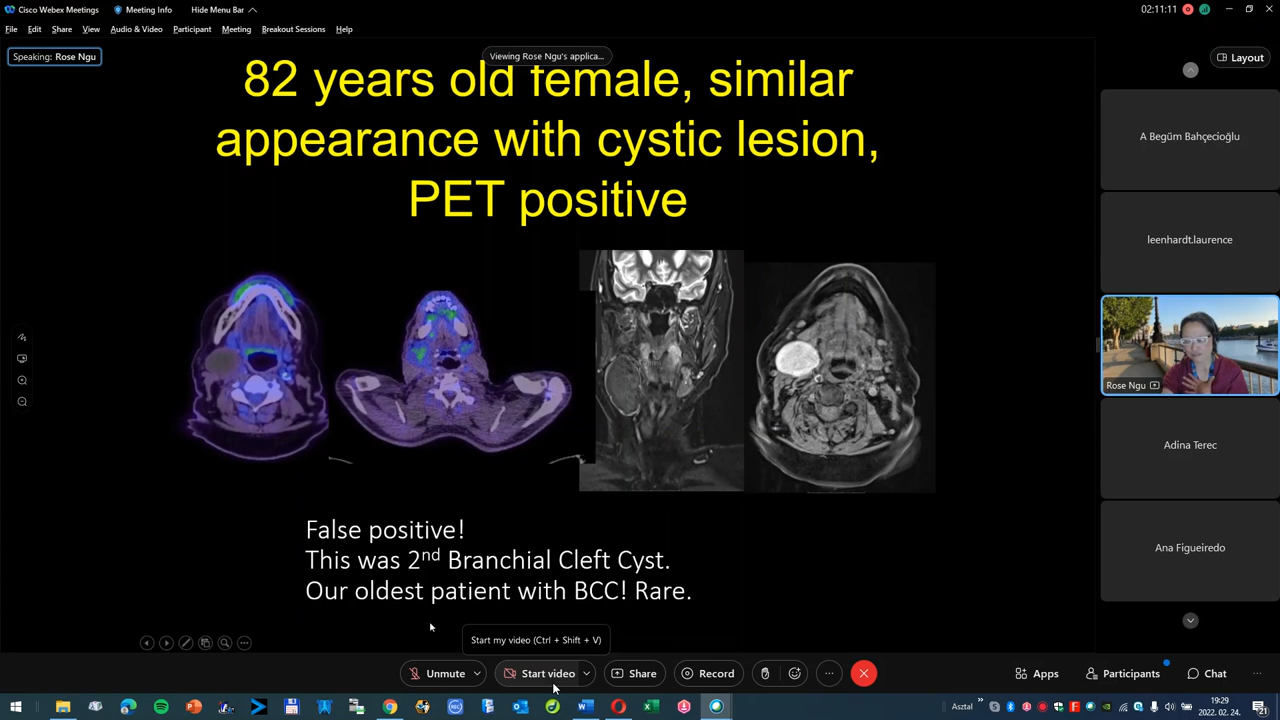 Cisco Webex Meetings
Meeting Info
Hide Menu Bar
02:11:11
File Edit Share View Audio & Video Participant Meeting Breakout Sessions Help
Speaking: Rose Ngu
Viewing Rose Ngu's applica...
Layout
82 years old female, similar
appearance with cystic lesion,
PET positive
A Begüm Bahçecioğlu
leenhardt.laurence
Rose Ngu
Adina Terec
Ana Figueiredo
False positive!
This was 2nd Branchial Cleft Cyst.
Our oldest patient with BCC! Rare.
Start my video (Ctrl + Shift + V)
Unmute
Start video
Share
Record
Apps
Participants
Chat
Asztal
19:29
2022. 02. 24.